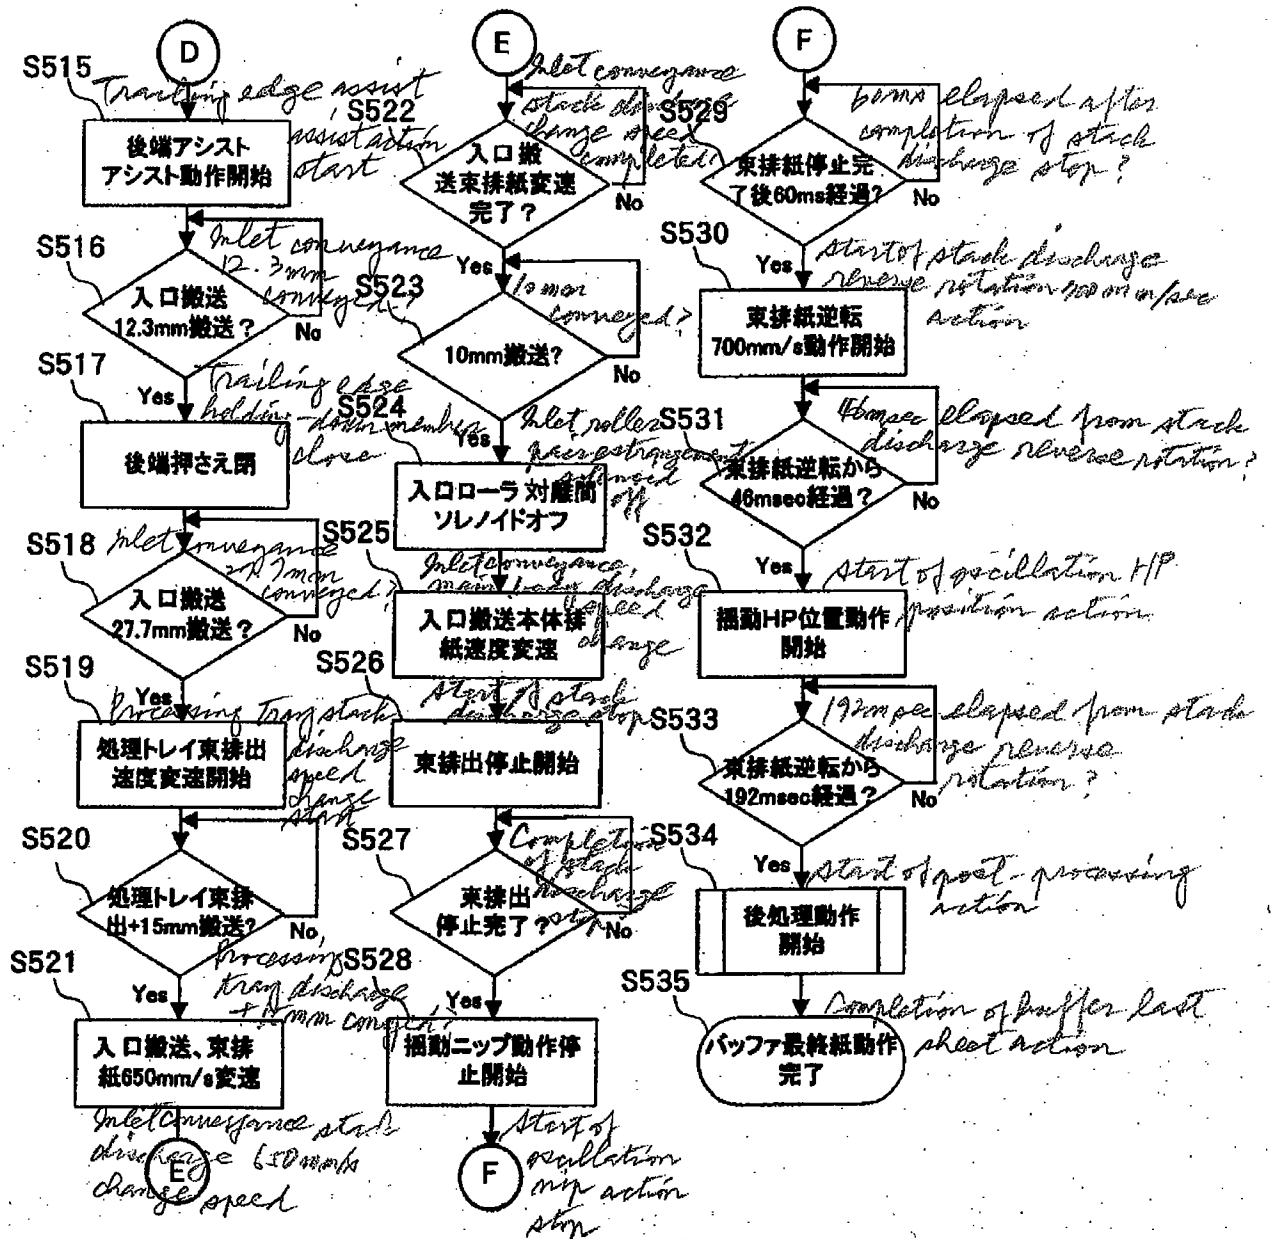 D
S515
Trailing edge assist
assist action
start
後端アシスト
アシスト動作開始
S516
Inlet conveyance
12.3mm
conveyed?
入口搬送
12.3mm搬送?
No
Yes
S517
Trailing edge
holding-down member
close
後端押さえ閉
S518
Inlet conveyance
27.7mm
conveyed?
入口搬送
27.7mm搬送?
No
Yes
S519
Processing Tray stack
discharge
speed
change
start
処理トレイ束排出
速度変速開始
S520
処理トレイ束排
出+15mm搬送?
No
Yes
Processing
tray discharge
+15mm conveyed?
S521
入口搬送、束排
紙650mm/s変速
Inlet Conveyance stack
discharge 650mm/s
change speed
E
E
S522
Inlet conveyance
stack discharge
change speed
completed?
入口搬
送束排紙変速
完了?
No
Yes
S523
10mm
conveyed?
10mm搬送?
No
Yes
S524
Inlet roller
pair estrangement
solenoid
off
入口ローラ対離間
ソレノイドオフ
S525
Inlet conveyance,
main body discharge
speed
change
入口搬送本体排
紙速度変速
S526
Start of stack
discharge stop
束排出停止開始
S527
Completion
of stack
discharge
stop?
束排出
停止完了?
No
Yes
S528
揺動ニップ動作停
止開始
F
Start of
oscillation
nip action
stop
F
S529
60ms elapsed after
completion of stack
discharge stop?
束排紙停止完
了後60ms経過?
No
Yes
S530
start of stack discharge
reverse rotation 700mm/sec
action
束排紙逆転
700mm/s動作開始
S531
46msec elapsed from stack
discharge reverse rotation?
束排紙逆転から
46msec経過?
No
Yes
S532
start of oscillation HP
position action
揺動HP位置動作
開始
S533
192msec elapsed from stack
discharge reverse
rotation?
束排紙逆転から
192msec経過?
No
Yes
S534
start of post-processing
action
後処理動作
開始
S535
Completion of buffer last
sheet action
バッファ最終紙動作
完了